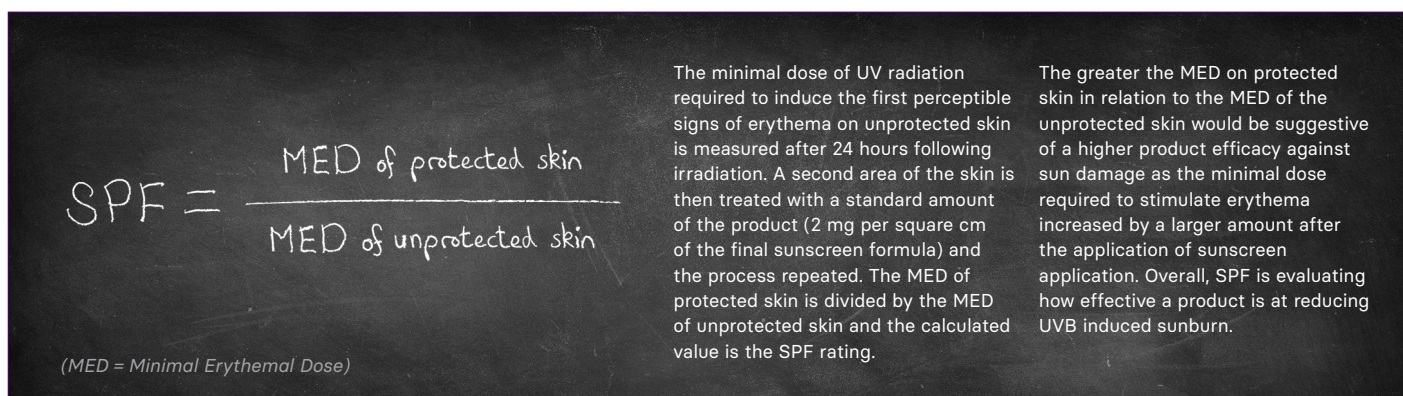 SPF = MED of protected skin
MED of unprotected skin
(MED = Minimal Erythemal Dose)
The minimal dose of UV radiation
required to induce the first perceptible
signs of erythema on unprotected skin
is measured after 24 hours following
irradiation. A second area of the skin is
then treated with a standard amount
of the product (2 mg per square cm
of the final sunscreen formula) and
the process repeated. The MED of
protected skin is divided by the MED
of unprotected skin and the calculated
value is the SPF rating.
The greater the MED on protected
skin in relation to the MED of the
unprotected skin would be suggestive
of a higher product efficacy against
sun damage as the minimal dose
required to stimulate erythema
increased by a larger amount after
the application of sunscreen
application. Overall, SPF is evaluating
how effective a product is at reducing
UVB induced sunburn.